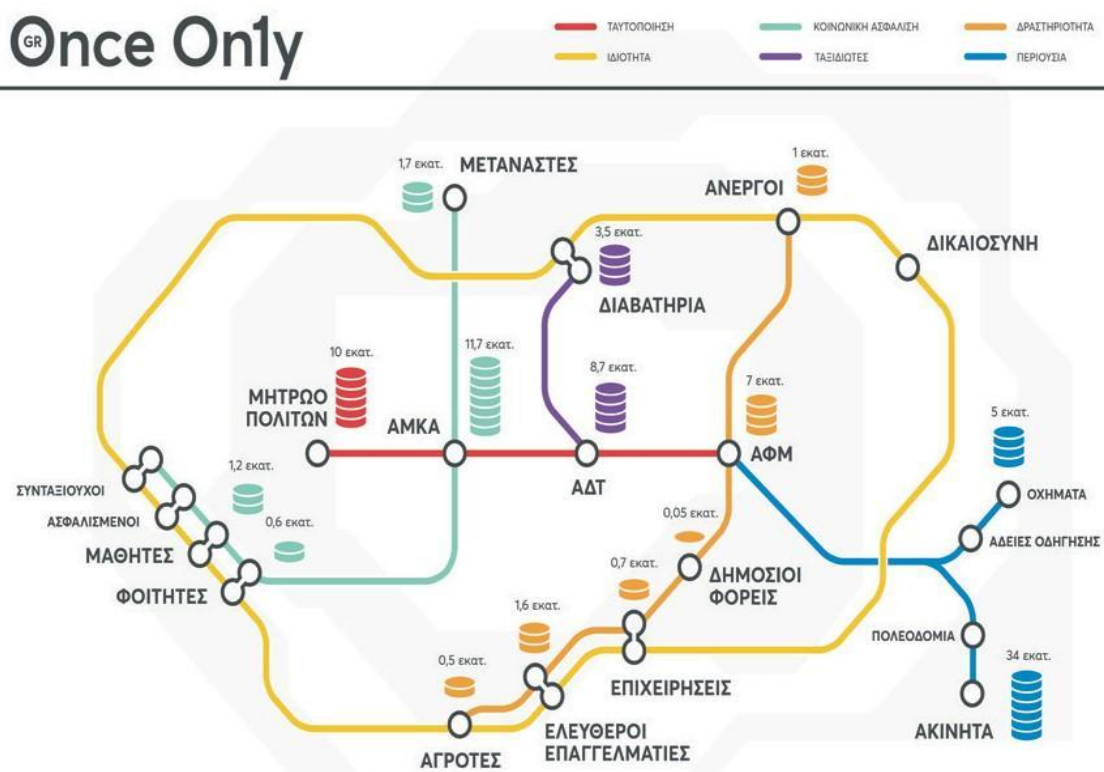 GR Once On1y
ΤΑΥΤΟΠΟΙΗΣΗ
ΚΟΙΝΩΝΙΚΗ ΑΣΦΑΛΙΣΗ
ΔΡΑΣΤΗΡΙΟΤΗΤΑ
ΙΔΙΟΤΗΤΑ
ΤΑΞΙΔΙΩΤΕΣ
ΠΕΡΙΟΥΣΙΑ
1,7 εκατ.
ΜΕΤΑΝΑΣΤΕΣ
1 εκατ.
ΑΝΕΡΓΟΙ
3,5 εκατ.
ΔΙΑΒΑΤΗΡΙΑ
ΔΙΚΑΙΟΣΥΝΗ
10 εκατ.
ΜΗΤΡΩΟ
ΠΟΛΙΤΩΝ
11,7 εκατ.
ΑΜΚΑ
8,7 εκατ.
ΑΔΤ
7 εκατ.
ΑΦΜ
5 εκατ.
ΟΧΗΜΑΤΑ
ΑΔΕΙΕΣ ΟΔΗΓΗΣΗΣ
ΣΥΝΤΑΞΙΟΥΧΟΙ
ΑΣΦΑΛΙΣΜΕΝΟΙ
1,2 εκατ.
ΜΑΘΗΤΕΣ
0,6 εκατ.
ΦΟΙΤΗΤΕΣ
0,05 εκατ.
ΔΗΜΟΣΙΟΙ
ΦΟΡΕΙΣ
0,7 εκατ.
ΕΠΙΧΕΙΡΗΣΕΙΣ
1,6 εκατ.
ΕΛΕΥΘΕΡΟΙ
ΕΠΑΓΓΕΛΜΑΤΙΕΣ
0,5 εκατ.
ΑΓΡΟΤΕΣ
ΠΟΛΕΟΔΟΜΙΑ
34 εκατ.
ΑΚΙΝΗΤΑ